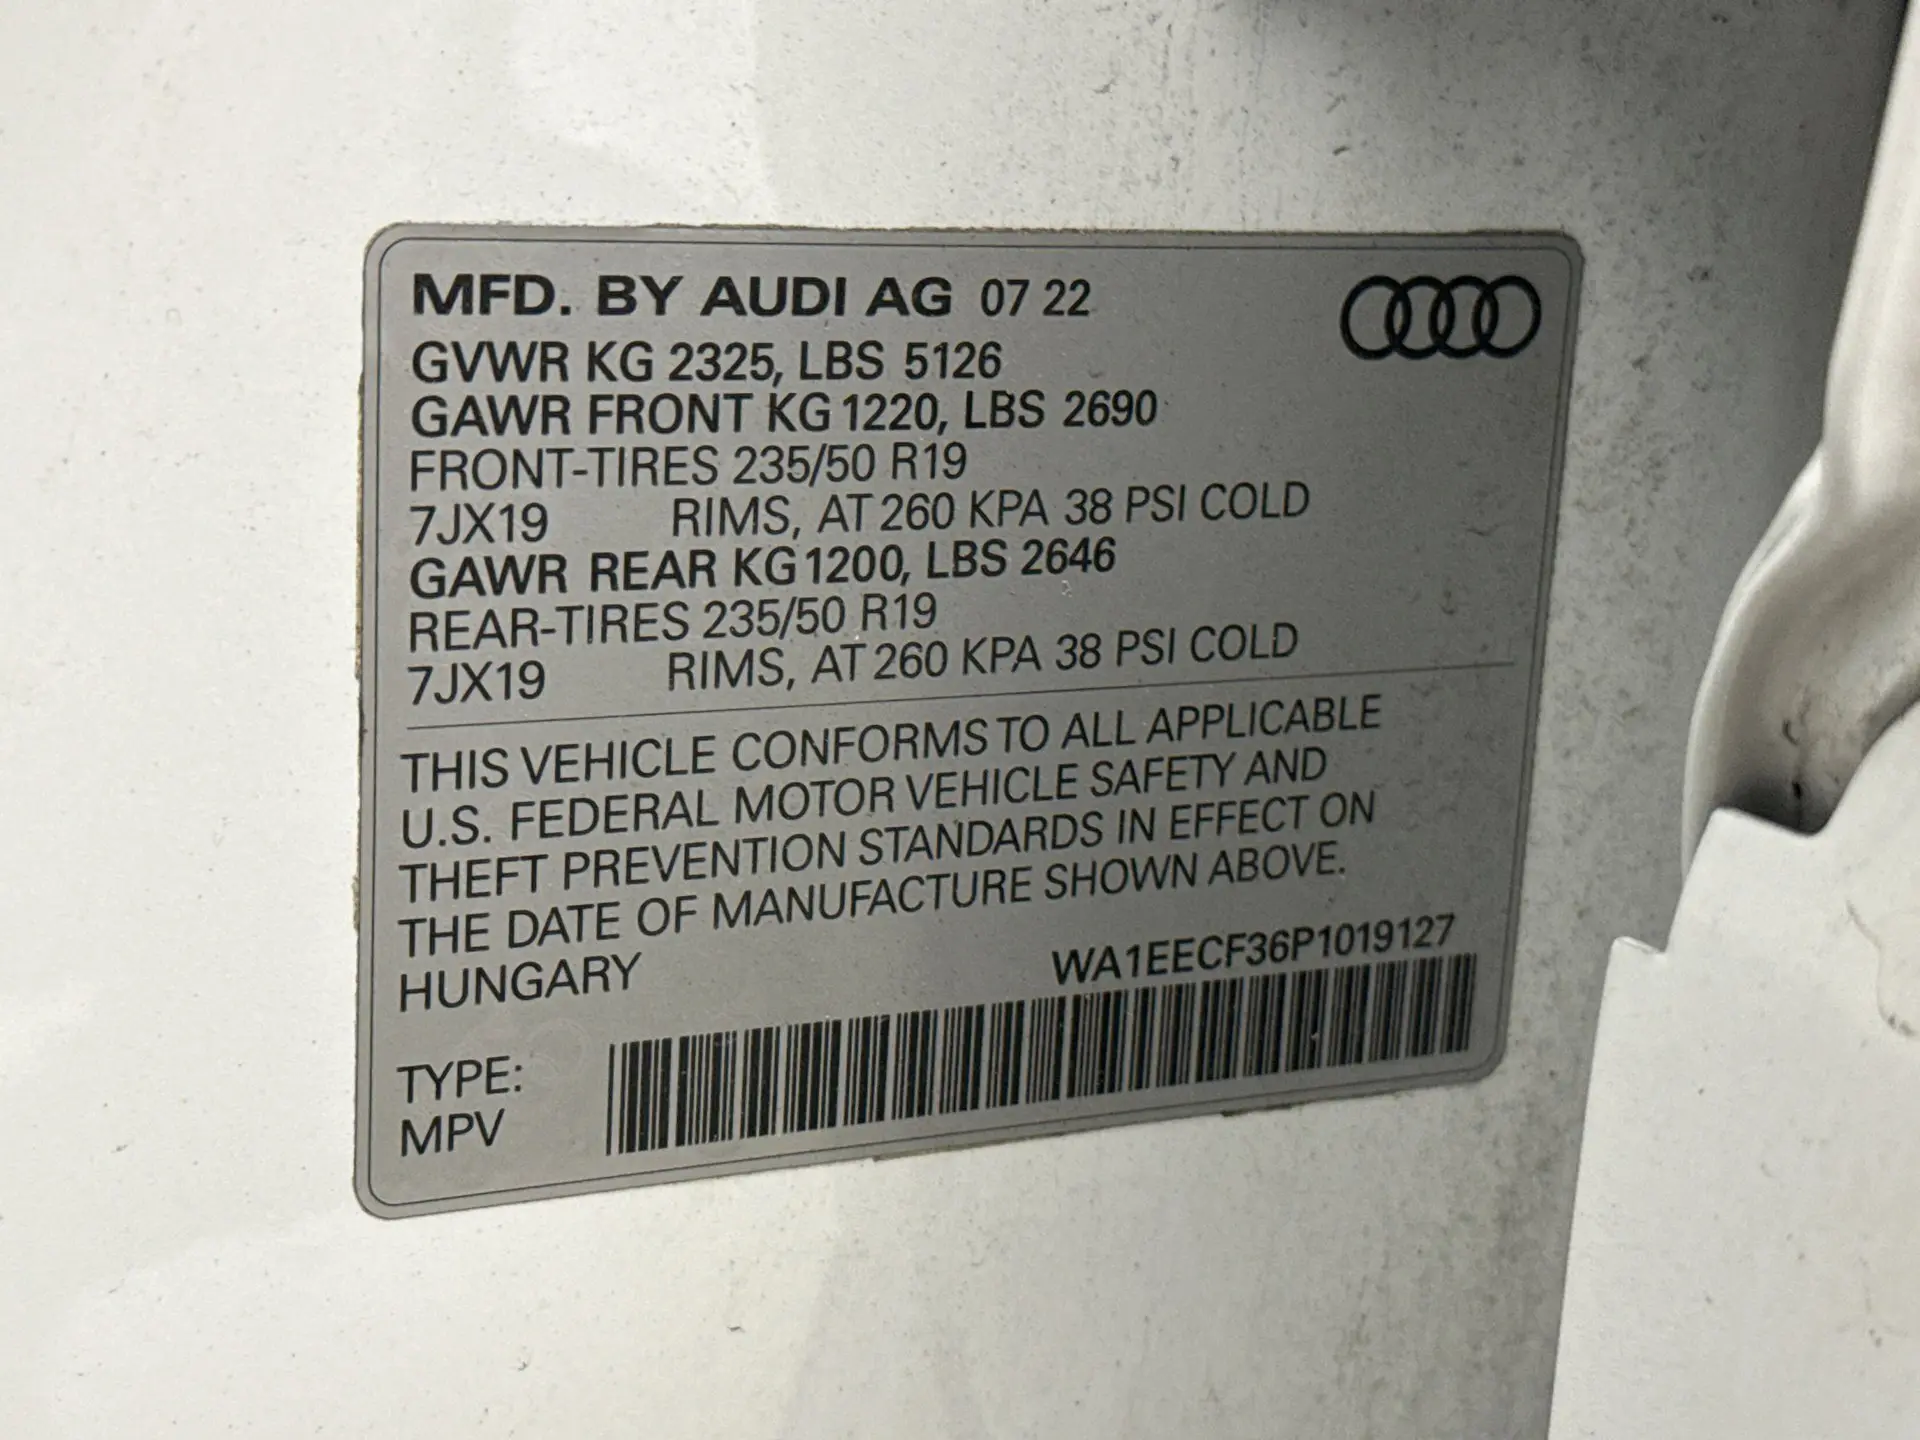 MFD. BY AUDI AG 07 22
GVWR KG 2325, LBS 5126
GAWR FRONT KG 1220, LBS 2690
FRONT-TIRES 235/50 R19
7JX19 RIMS, AT 260 KPA 38 PSI COLD
GAWR REAR KG 1200, LBS 2646
REAR-TIRES 235/50 R19
7JX19 RIMS, AT 260 KPA 38 PSI COLD
THIS VEHICLE CONFORMS TO ALL APPLICABLE
U.S. FEDERAL MOTOR VEHICLE SAFETY AND
THEFT PREVENTION STANDARDS IN EFFECT ON
THE DATE OF MANUFACTURE SHOWN ABOVE.
HUNGARY WA1EECF36P1019127
TYPE:
MPV